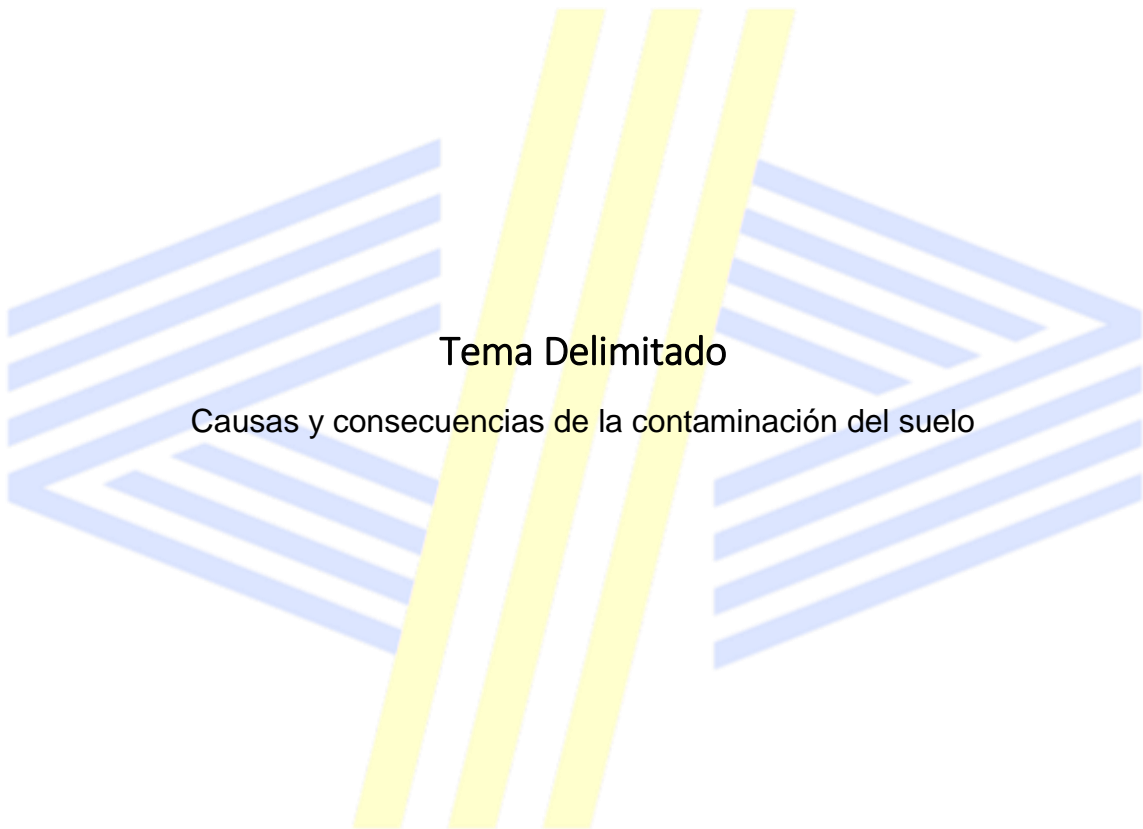 Tema Delimitado
Causas y consecuencias de la contaminación del suelo